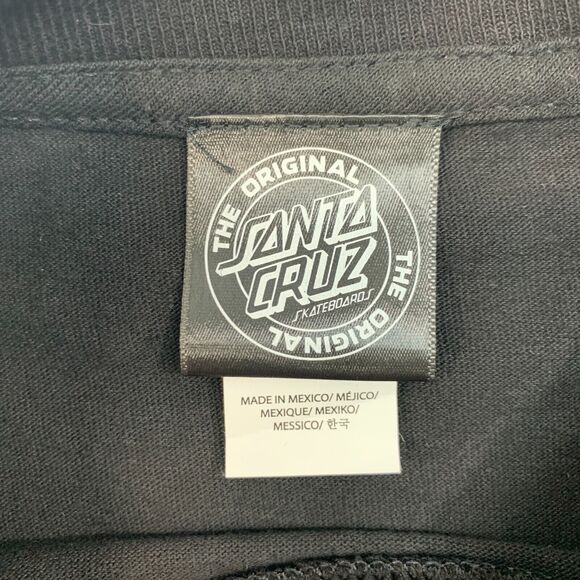 THE ORIGINAL
SANTA
CRUZ
SKATEBOARDS
THE ORIGINAL
MADE IN MEXICO/ MÉJICO/
MEXIQUE/ MEXIKO/
MESSICO/ 한국